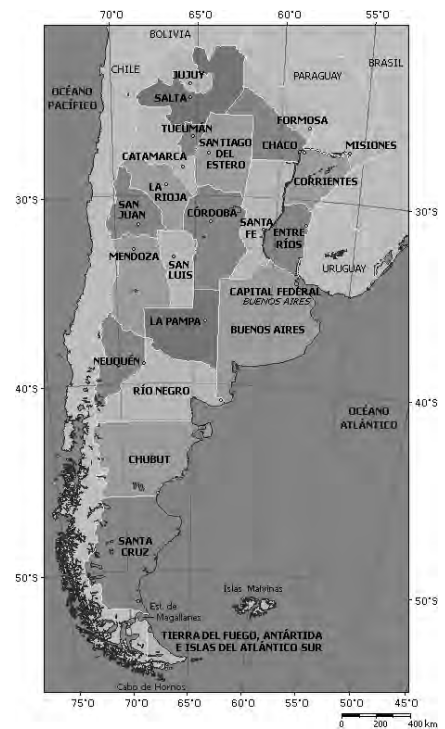 70°O 65°O 60°O 55°O
BOLIVIA
BRASIL
CHILE
JUJUY
PARAGUAY
OCÉANO
PACÍFICO
SALTA
FORMOSA
TUCUMÁN
SANTIAGO
DEL
ESTERO
CHACO
MISIONES
CATAMARCA
CORRIENTES
LA
RIOJA
30°S
30°S
SAN
JUAN
CÓRDOBA
SANTA
FE
ENTRE
RÍOS
MENDOZA
SAN
LUIS
URUGUAY
CAPITAL FEDERAL
BUENOS AIRES
LA PAMPA
BUENOS AIRES
NEUQUÉN
RÍO NEGRO
40°S
40°S
OCÉANO
ATLÁNTICO
CHUBUT
SANTA
CRUZ
50°S
50°S
Islas Malvinas
Est. de
Magallanes
TIERRA DEL FUEGO, ANTÁRTIDA
E ISLAS DEL ATLÁNTICO SUR
Cabo de Hornos
75°O 70°O 65°O 60°O 55°O 50°O 45°O
0 200 400 km